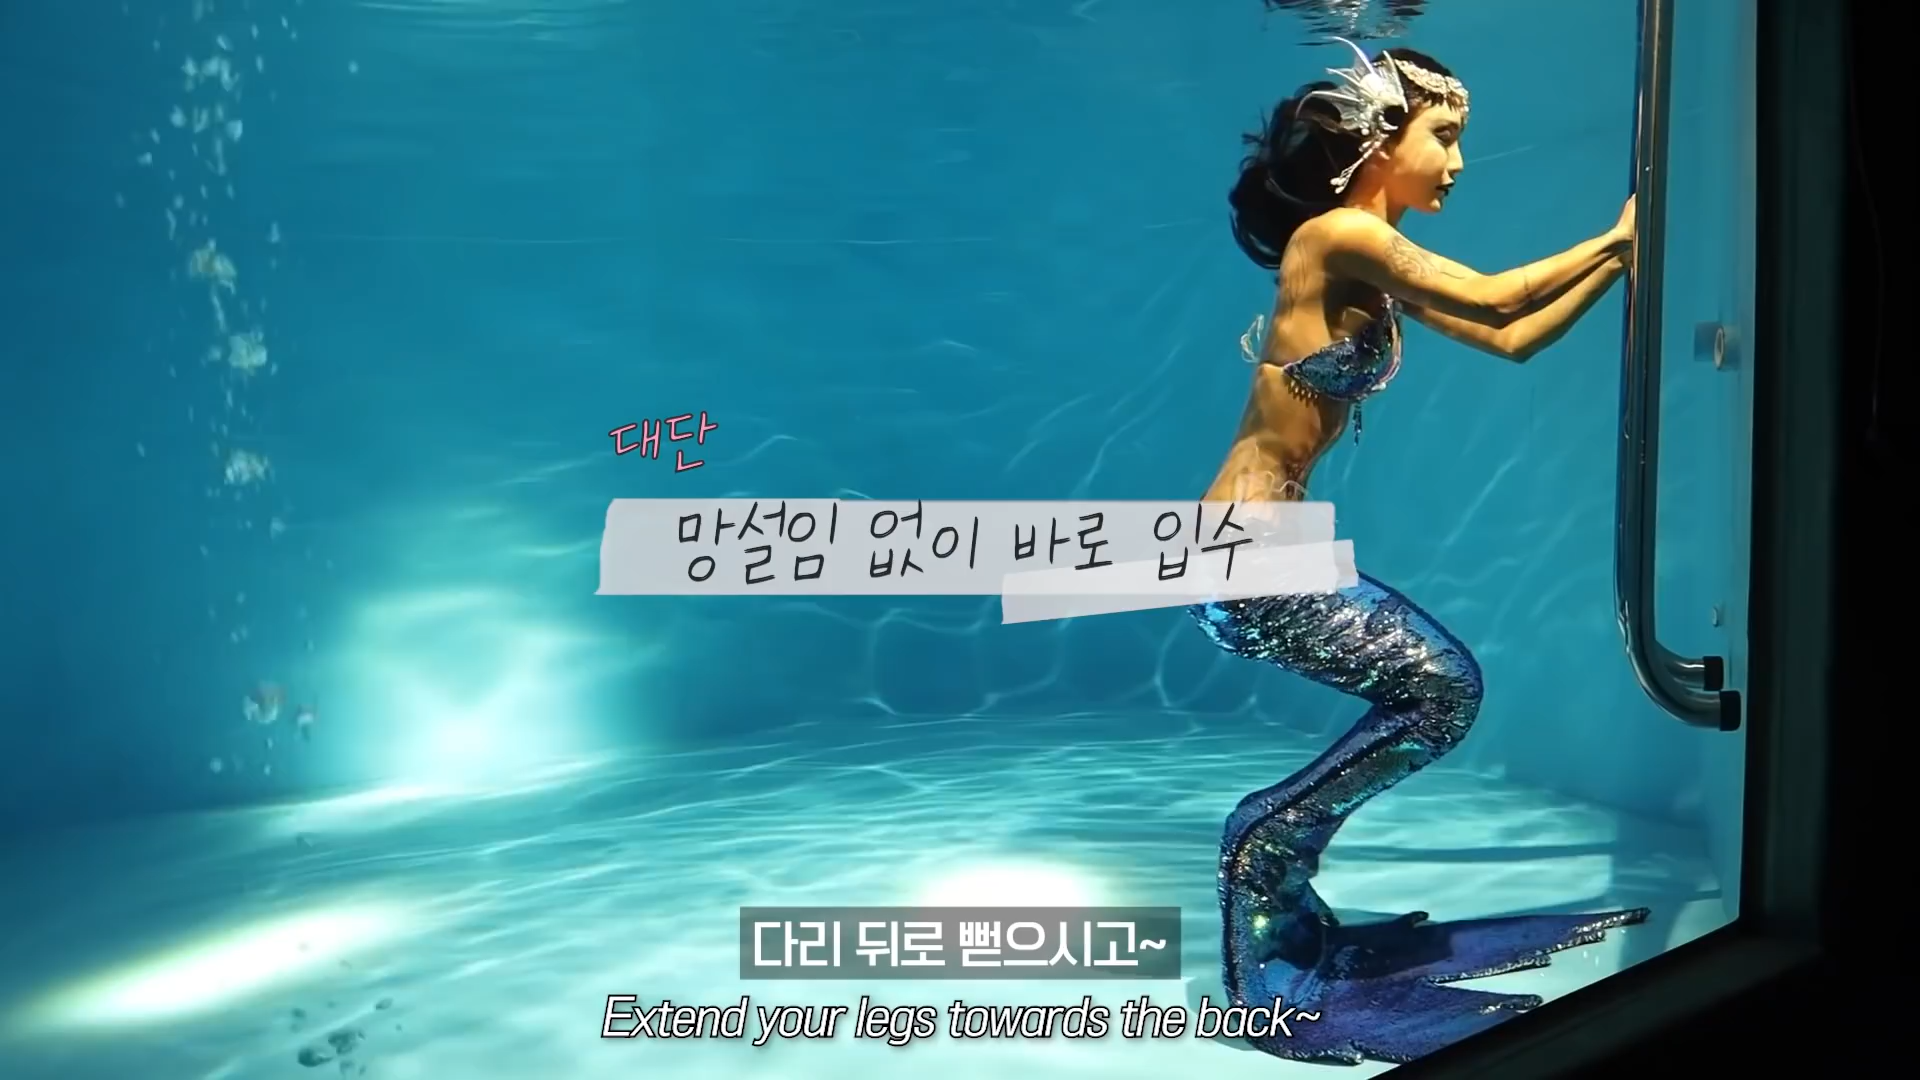 대단
망설임 없이 바로 입수
다리 뒤로 뻗으시고~
Extend your legs towards the back~